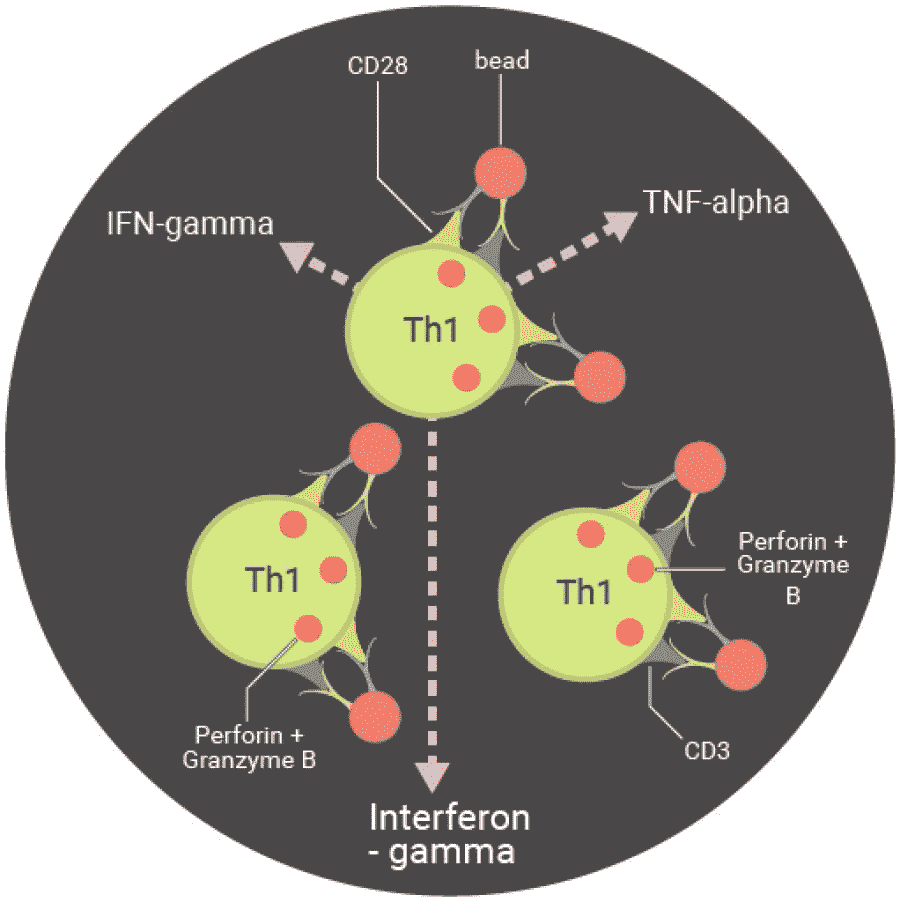 CD28
bead
IFN-gamma
TNF-alpha
Th1
Th1
Th1
Perforin +
Granzyme
B
Perforin +
Granzyme B
CD3
Interferon
- gamma